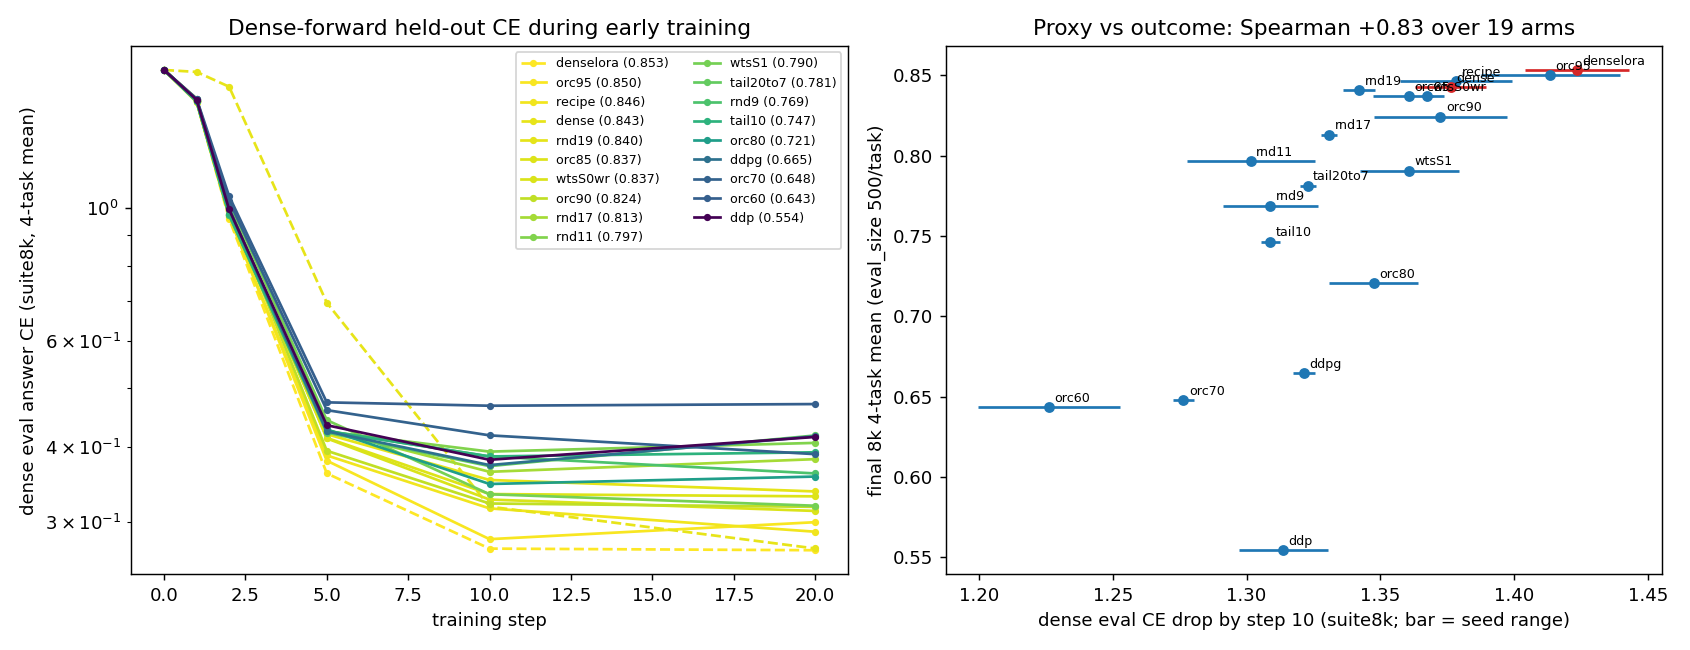 Dense-forward held-out CE during early training
dense eval answer CE (suite8k, 4-task mean)
10⁰
6 × 10⁻¹
4 × 10⁻¹
3 × 10⁻¹
denselora (0.853)
orc95 (0.850)
recipe (0.846)
dense (0.843)
rnd19 (0.840)
orc85 (0.837)
wtsS0wr (0.837)
orc90 (0.824)
rnd17 (0.813)
rnd11 (0.797)
wtsS1 (0.790)
tail20to7 (0.781)
rnd9 (0.769)
tail10 (0.747)
orc80 (0.721)
ddpg (0.665)
orc70 (0.648)
orc60 (0.643)
ddp (0.554)
0.0 2.5 5.0 7.5 10.0 12.5 15.0 17.5 20.0
training step
Proxy vs outcome: Spearman +0.83 over 19 arms
final 8k 4-task mean (eval_size 500/task)
0.85
0.80
0.75
0.70
0.65
0.60
0.55
denselora
orc95
recipe
dense
rnd19
orc90
rnd17
rnd11
wtsS1
tail20to7
rnd9
tail10
orc80
ddpg
orc70
orc60
ddp
1.20 1.25 1.30 1.35 1.40 1.45
dense eval CE drop by step 10 (suite8k; bar = seed range)